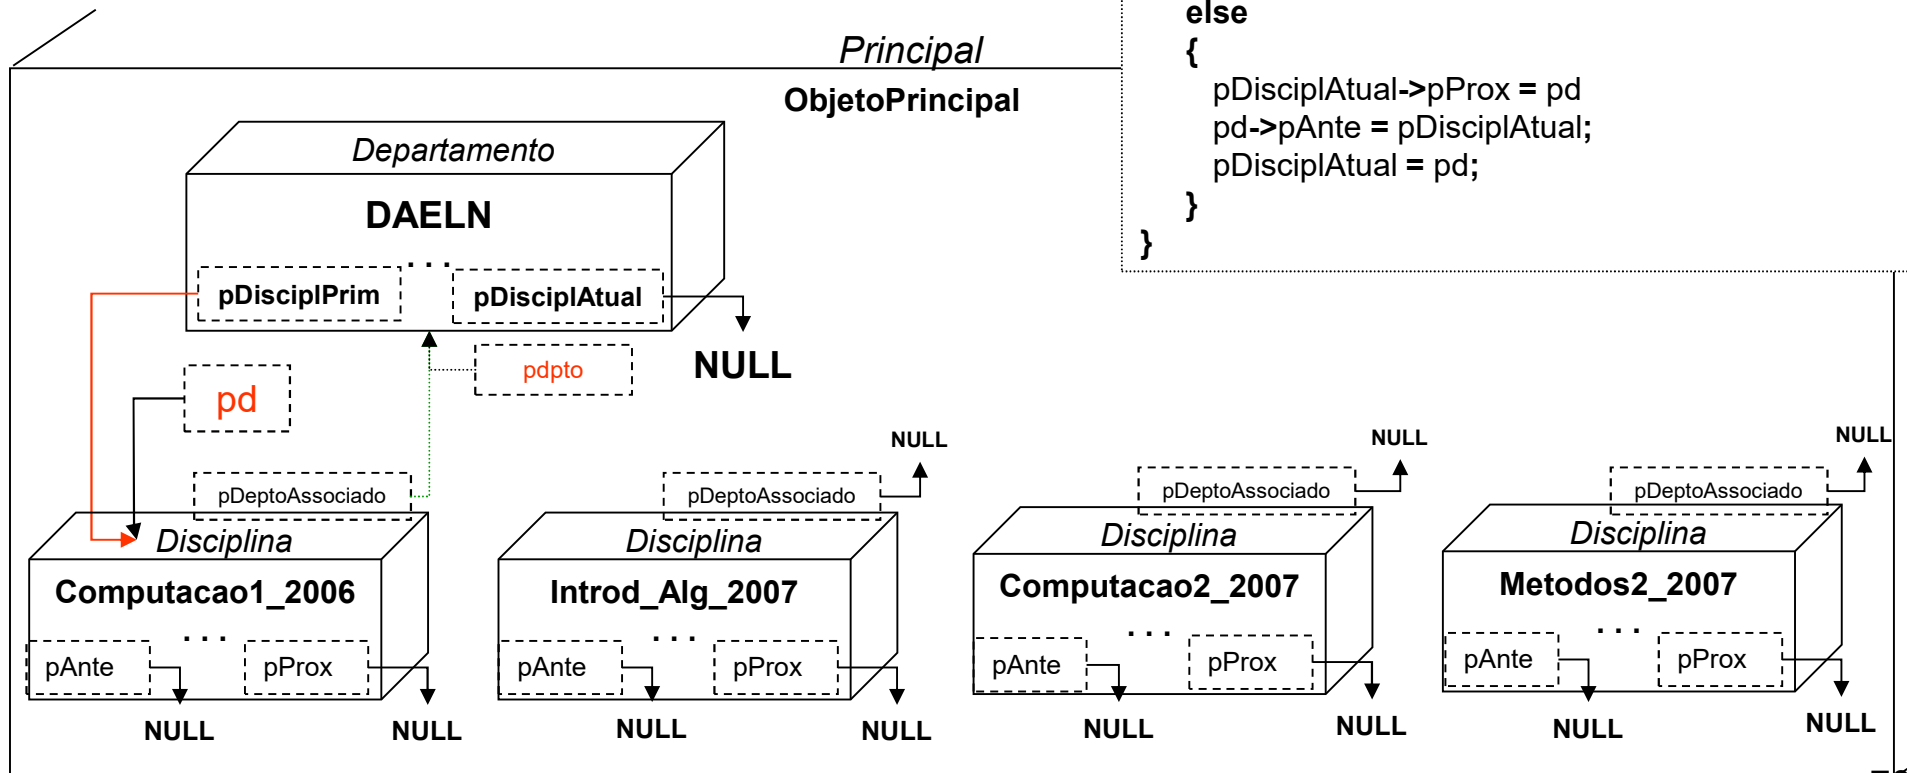 else
{
pDisciplAtual->pProx = pd
pd->pAnte = pDisciplAtual;
pDisciplAtual = pd;
}
}
Principal
ObjetoPrincipal
Departamento
DAELN
. . .
pDisciplPrim
pDisciplAtual
NULL
pdpto
pd
NULL
NULL
NULL
pDeptoAssociado
pDeptoAssociado
pDeptoAssociado
pDeptoAssociado
Disciplina
Disciplina
Disciplina
Disciplina
Computacao1_2006
Introd_Alg_2007
Computacao2_2007
Metodos2_2007
. . .
. . .
. . .
. . .
pAnte
pProx
pAnte
pProx
pAnte
pProx
pAnte
pProx
NULL
NULL
NULL
NULL
NULL
NULL
NULL
NULL